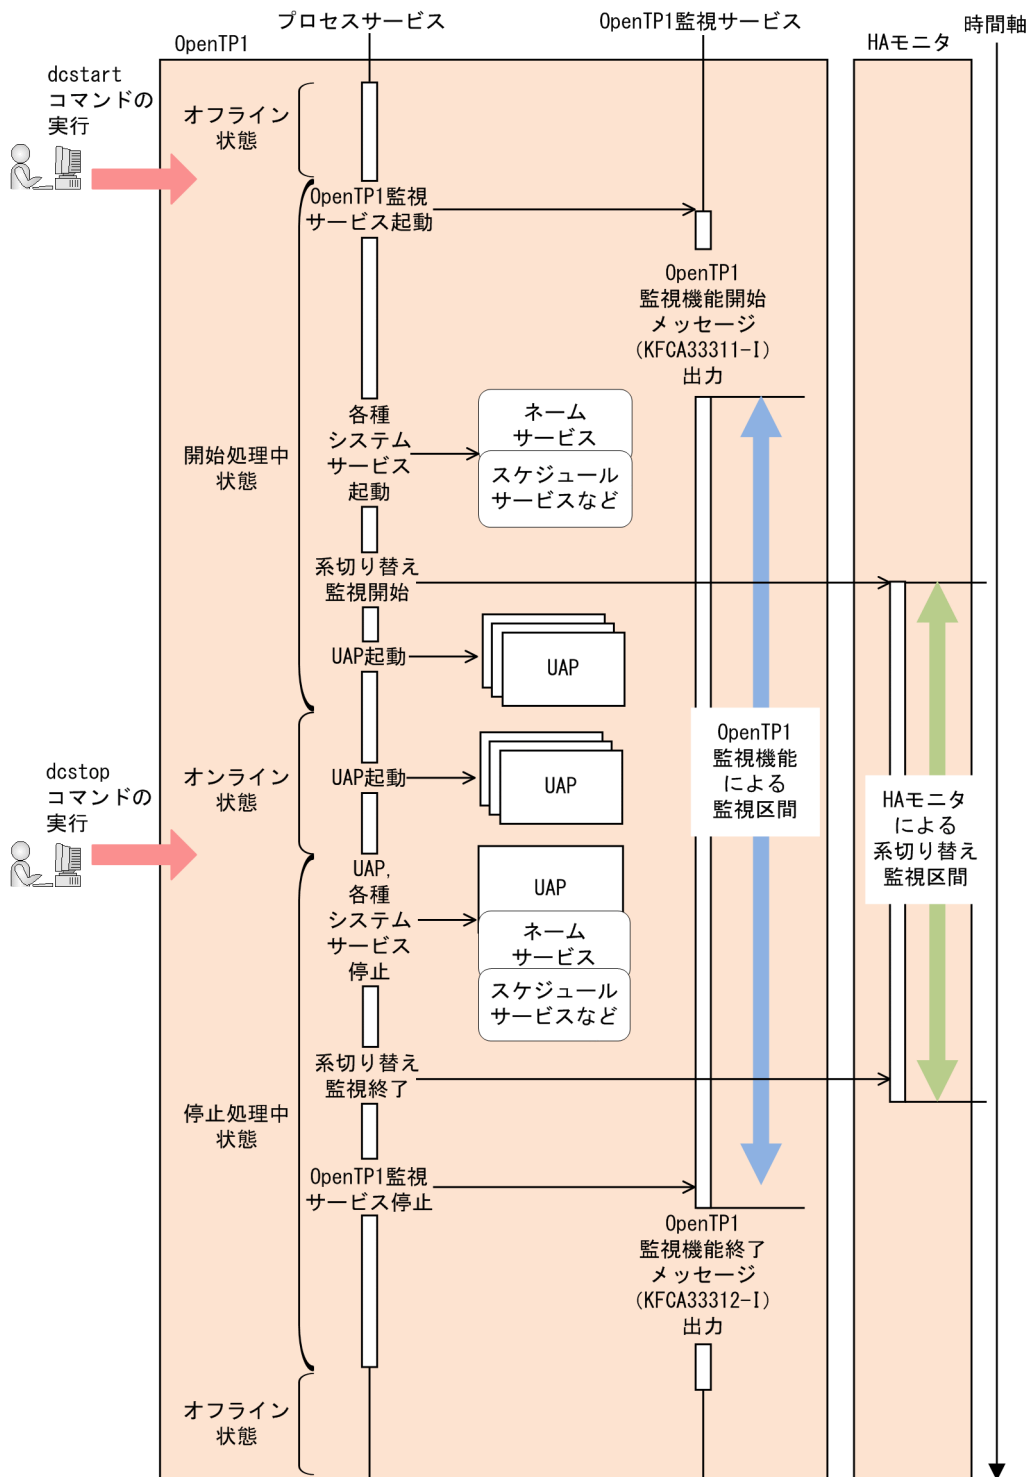 プロセスサービス
OpenTP1監視サービス
時間軸
OpenTP1
HAモニタ
dcstart
コマンドの
実行
オフライン
状態
OpenTP1監視
サービス起動
OpenTP1
監視機能開始
メッセージ
(KFCA33311-I)
出力
開始処理中
状態
各種
システム
サービス
起動
ネーム
サービス
スケジュール
サービスなど
系切り替え
監視開始
UAP起動
UAP
オンライン
状態
UAP起動
UAP
OpenTP1
監視機能
による
監視区間
HAモニタ
による
系切り替え
監視区間
dcstop
コマンドの
実行
UAP,
各種
システム
サービス
停止
UAP
ネーム
サービス
スケジュール
サービスなど
停止処理中
状態
系切り替え
監視終了
OpenTP1監視
サービス停止
OpenTP1
監視機能終了
メッセージ
(KFCA33312-I)
出力
オフライン
状態